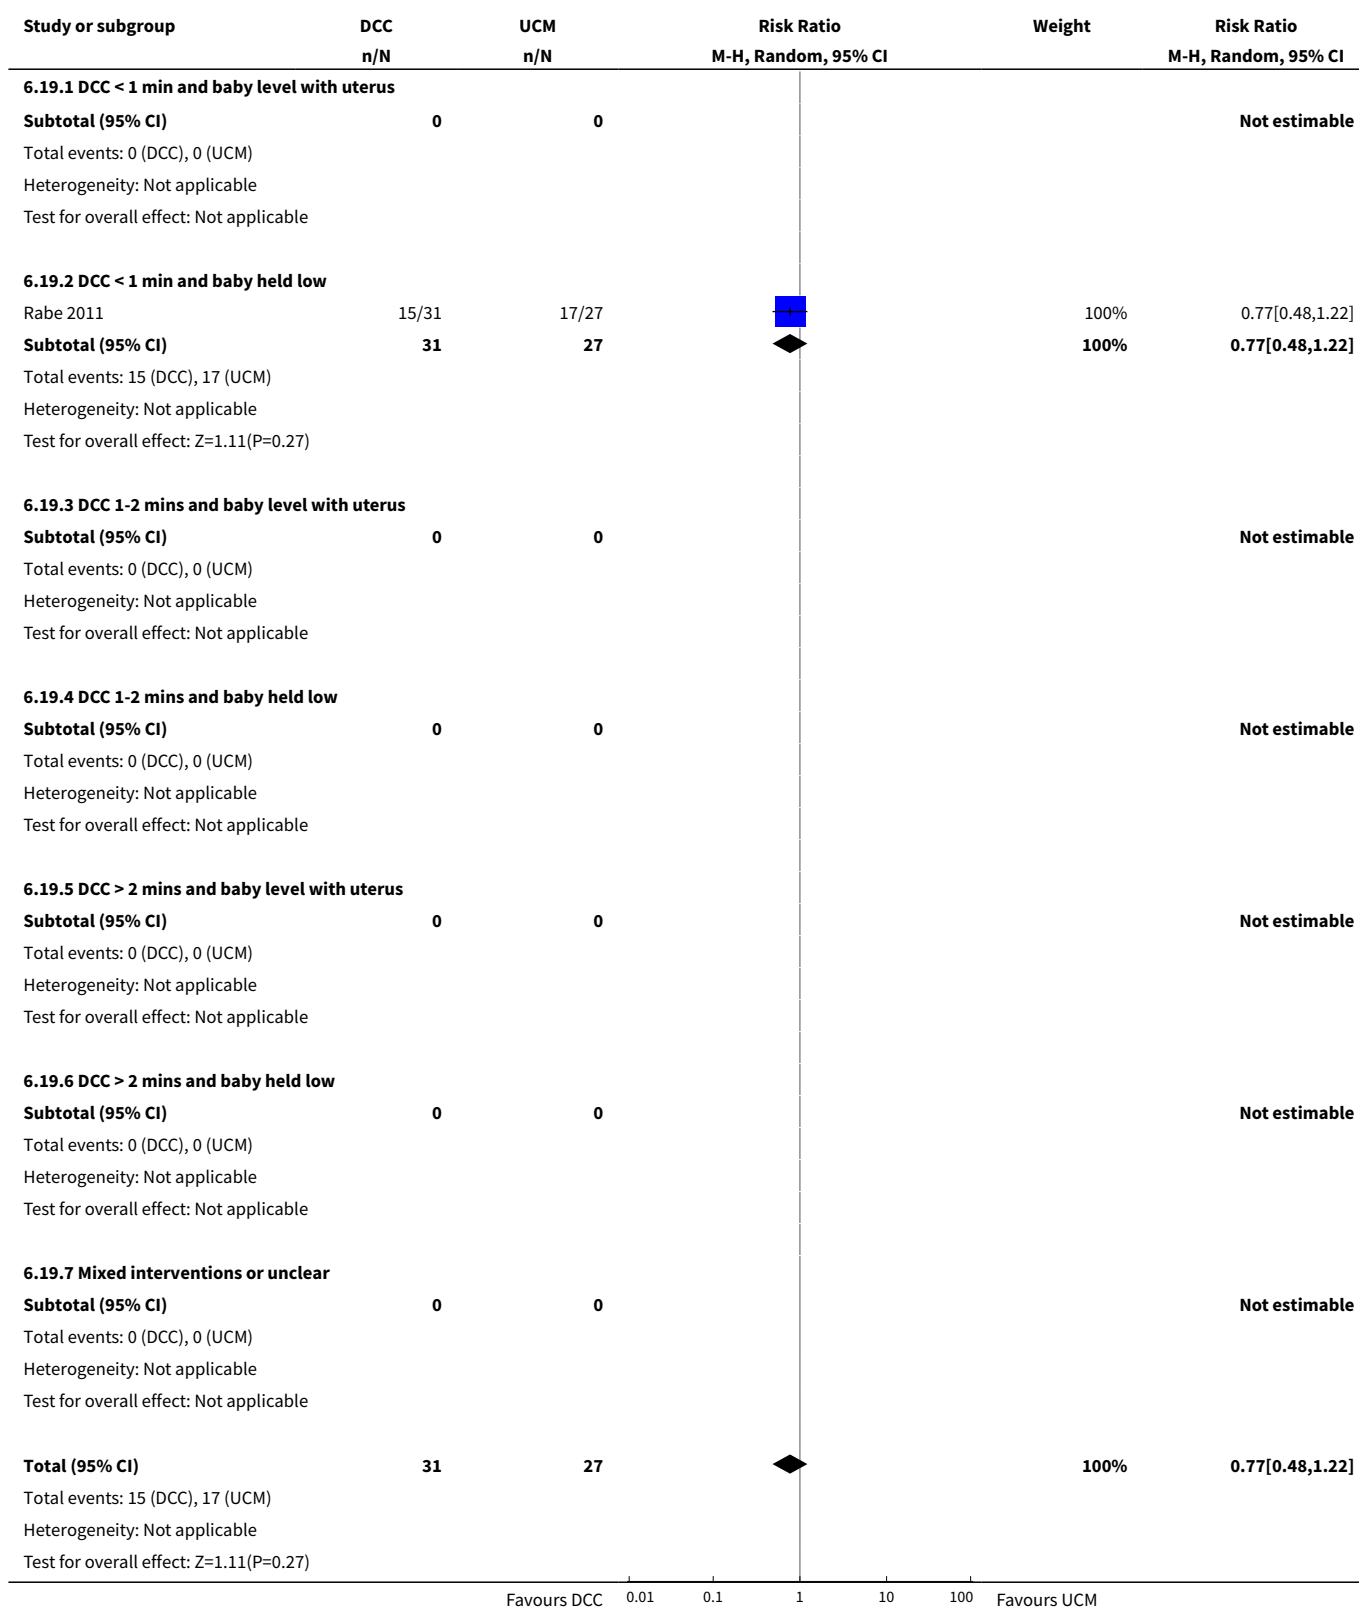 Study or subgroup DCC UCM Risk Ratio Weight Risk Ratio
n/N n/N M-H, Random, 95% CI M-H, Random, 95% CI
6.19.1 DCC < 1 min and baby level with uterus
Subtotal (95% CI) 0 0 Not estimable
Total events: 0 (DCC), 0 (UCM)
Heterogeneity: Not applicable
Test for overall effect: Not applicable
6.19.2 DCC < 1 min and baby held low
Rabe 2011 15/31 17/27 100% 0.77[0.48,1.22]
Subtotal (95% CI) 31 27 100% 0.77[0.48,1.22]
Total events: 15 (DCC), 17 (UCM)
Heterogeneity: Not applicable
Test for overall effect: Z=1.11(P=0.27)
6.19.3 DCC 1-2 mins and baby level with uterus
Subtotal (95% CI) 0 0 Not estimable
Total events: 0 (DCC), 0 (UCM)
Heterogeneity: Not applicable
Test for overall effect: Not applicable
6.19.4 DCC 1-2 mins and baby held low
Subtotal (95% CI) 0 0 Not estimable
Total events: 0 (DCC), 0 (UCM)
Heterogeneity: Not applicable
Test for overall effect: Not applicable
6.19.5 DCC > 2 mins and baby level with uterus
Subtotal (95% CI) 0 0 Not estimable
Total events: 0 (DCC), 0 (UCM)
Heterogeneity: Not applicable
Test for overall effect: Not applicable
6.19.6 DCC > 2 mins and baby held low
Subtotal (95% CI) 0 0 Not estimable
Total events: 0 (DCC), 0 (UCM)
Heterogeneity: Not applicable
Test for overall effect: Not applicable
6.19.7 Mixed interventions or unclear
Subtotal (95% CI) 0 0 Not estimable
Total events: 0 (DCC), 0 (UCM)
Heterogeneity: Not applicable
Test for overall effect: Not applicable
Total (95% CI) 31 27 100% 0.77[0.48,1.22]
Total events: 15 (DCC), 17 (UCM)
Heterogeneity: Not applicable
Test for overall effect: Z=1.11(P=0.27)
Favours DCC 0.01 0.1 1 10 100 Favours UCM